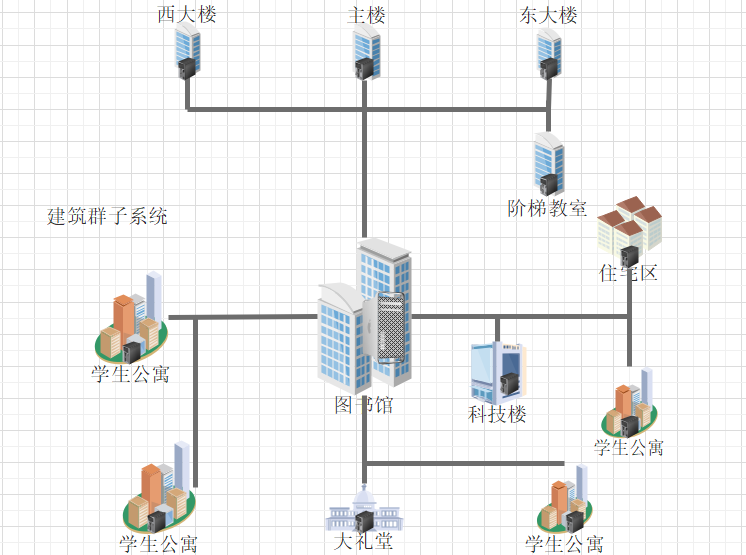 西大楼
主楼
东大楼
阶梯教室
建筑群子系统
住宅区
学生公寓
图书馆
科技楼
学生公寓
大礼堂
学生公寓
学生公寓